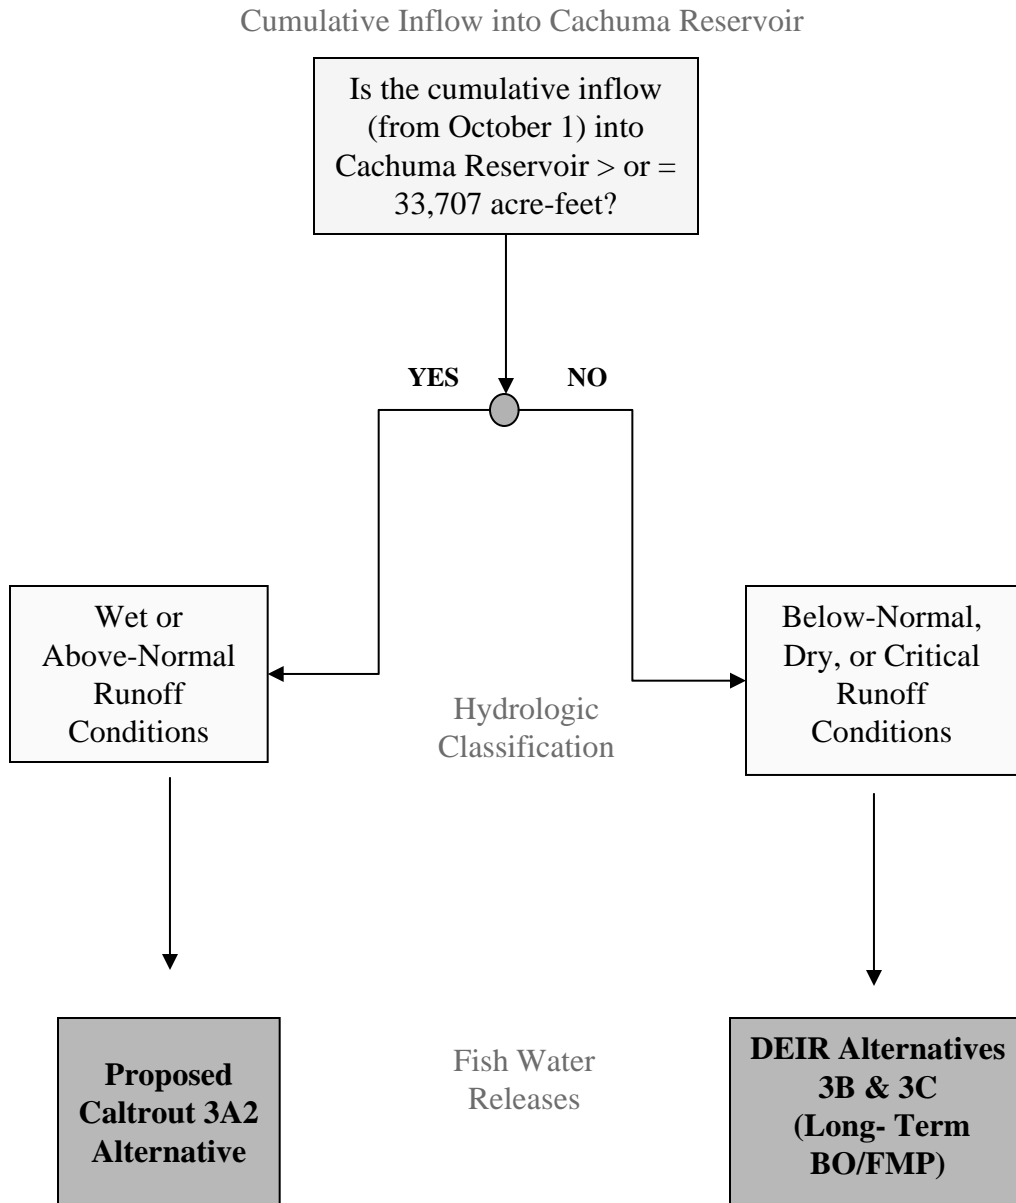 Cumulative Inflow into Cachuma Reservoir
Is the cumulative inflow
(from October 1) into
Cachuma Reservoir > or =
33,707 acre-feet?
YES
NO
Wet or
Above-Normal
Runoff
Conditions
Hydrologic
Classification
Below-Normal,
Dry, or Critical
Runoff
Conditions
Proposed
Caltrout 3A2
Alternative
Fish Water
Releases
DEIR Alternatives
3B & 3C
(Long- Term
BO/FMP)